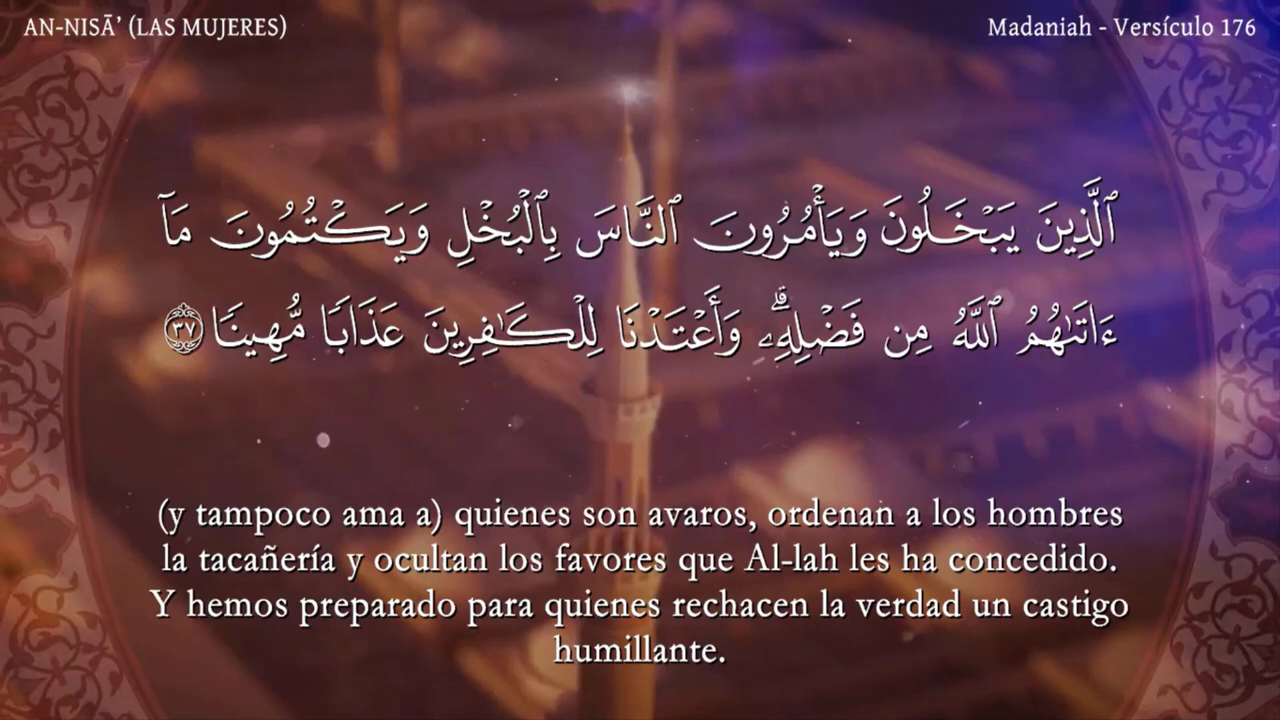 AN-NISĀ’ (LAS MUJERES)
Madaniah - Versículo 176
ٱلَّذِينَ يَبْخَلُونَ وَيَأْمُرُونَ ٱلنَّاسَ بِٱلْبُخْلِ وَيَكْتُمُونَ مَآ
ءَاتَىٰهُمُ ٱللَّهُ مِن فَضْلِهِۦۗ وَأَعْتَدْنَا لِلْكَـٰفِرِينَ عَذَابًا مُّهِينًا ٣٧
(y tampoco ama a) quienes son avaros, ordenan a los hombres
la tacañería y ocultan los favores que Al-lah les ha concedido.
Y hemos preparado para quienes rechacen la verdad un castigo
humillante.